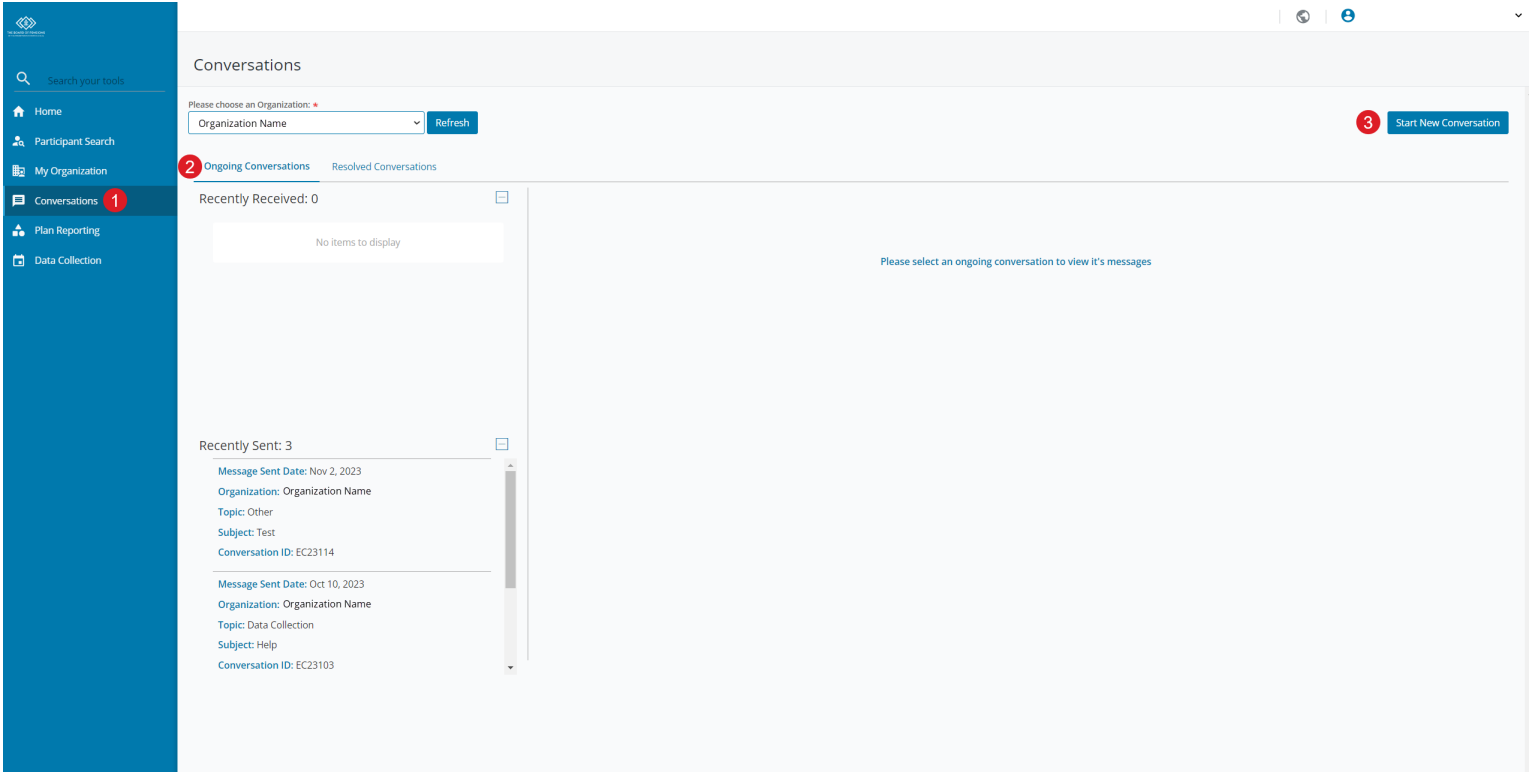 THE BOARD OF PENSIONS
Search your tools
Home
Participant Search
My Organization
Conversations 1
Plan Reporting
Data Collection
Conversations
Please choose an Organization: *
Organization Name
Refresh
3 Start New Conversation
2 Ongoing Conversations Resolved Conversations
Recently Received: 0
No items to display
Please select an ongoing conversation to view it's messages
Recently Sent: 3
Message Sent Date: Nov 2, 2023
Organization: Organization Name
Topic: Other
Subject: Test
Conversation ID: EC23114
Message Sent Date: Oct 10, 2023
Organization: Organization Name
Topic: Data Collection
Subject: Help
Conversation ID: EC23103